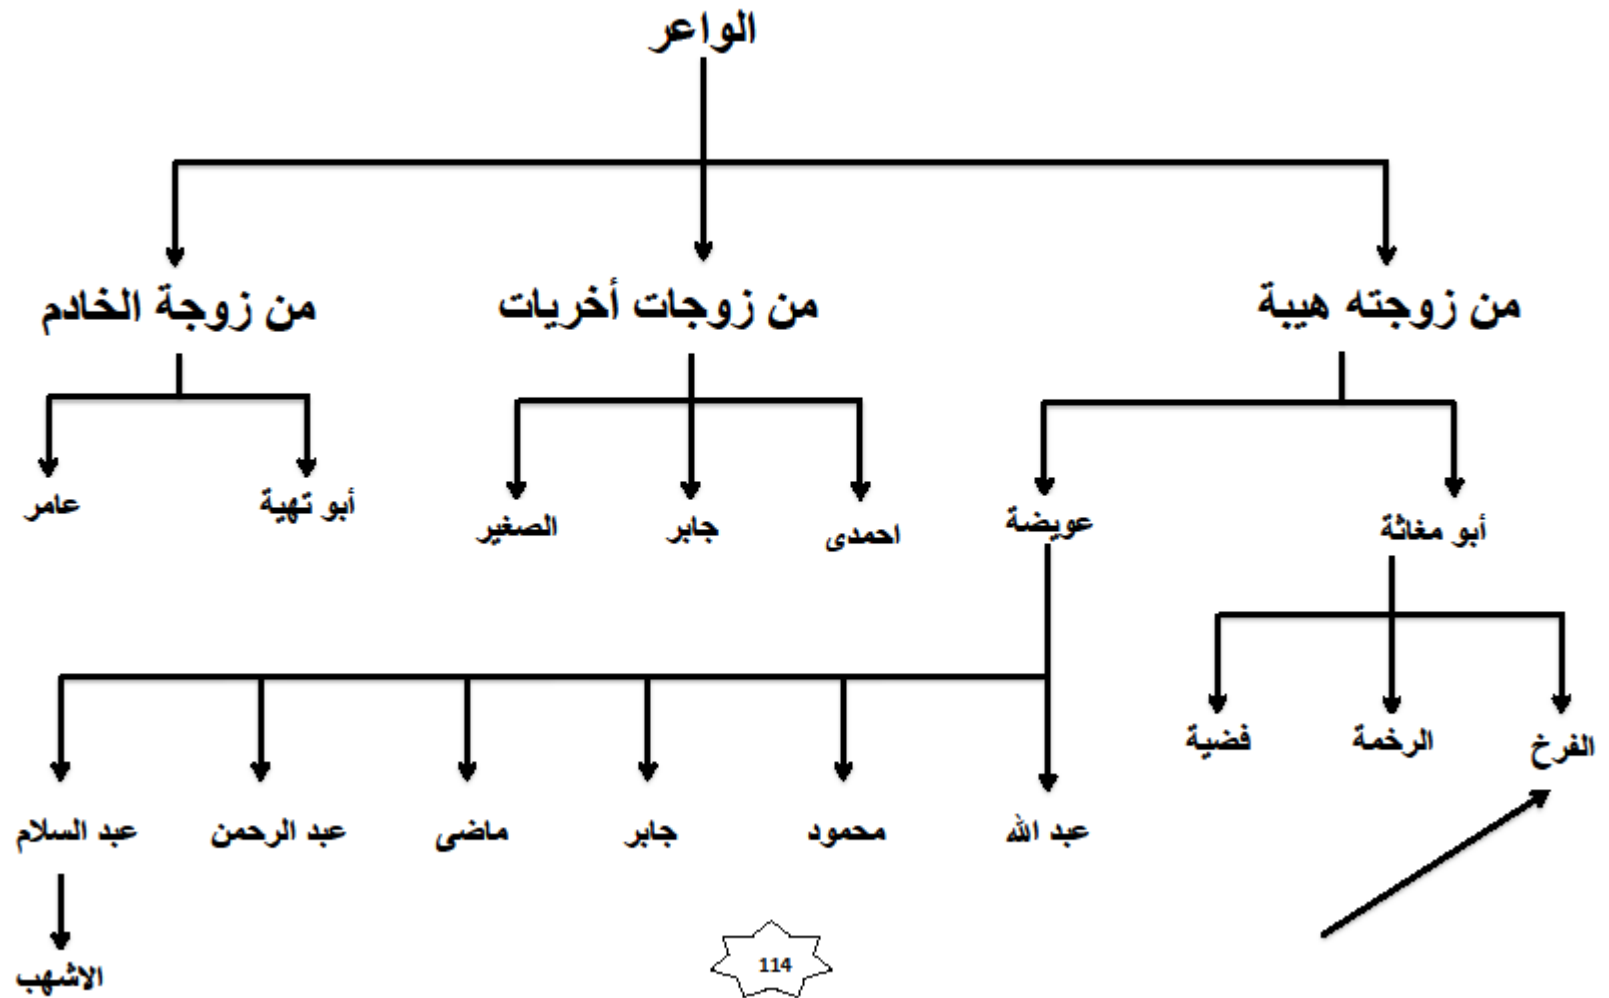 الواعر
من زوجته هيبة
من زوجات أخريات
من زوجة الخادم
أبو مغاثة
عويضة
احمدى
جابر
الصغير
أبو تهية
عامر
الفرخ
الرخمة
فضية
عبد الله
محمود
جابر
ماضى
عبد الرحمن
عبد السلام
الاشهب
114